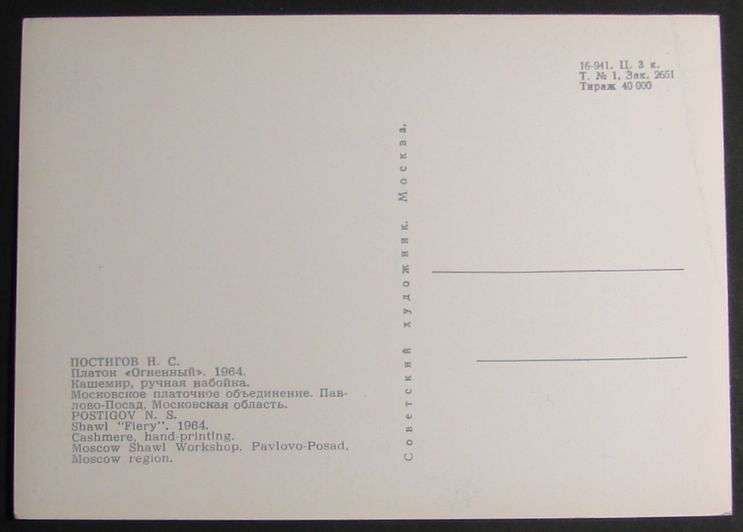 16-941. Ц. 3 к.
Т. № 1, Зак. 2651
Тираж 40 000
Советский художник. Москва.
ПОСТИГОВ Н. С.
Платок «Огненный». 1964.
Кашемир, ручная набойка.
Московское платочное объединение. Пав-
лово-Посад, Московская область.
POSTIGOV N. S.
Shawl "Fiery". 1964.
Cashmere, hand-printing.
Moscow Shawl Workshop. Pavlovo-Posad,
Moscow region.